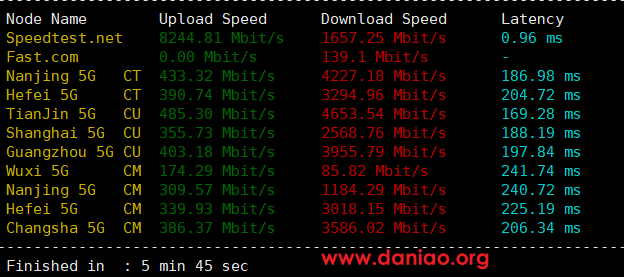 Node Name Upload Speed Download Speed Latency
Speedtest.net 8244.81 Mbit/s 1657.25 Mbit/s 0.96 ms
Fast.com 0.00 Mbit/s 139.1 Mbit/s -
Nanjing 5G CT 433.32 Mbit/s 4227.18 Mbit/s 186.98 ms
Hefei 5G CT 390.74 Mbit/s 3294.96 Mbit/s 204.72 ms
TianJin 5G CU 485.30 Mbit/s 4653.54 Mbit/s 169.28 ms
Shanghai 5G CU 355.73 Mbit/s 2568.76 Mbit/s 188.19 ms
Guangzhou 5G CU 403.18 Mbit/s 3955.79 Mbit/s 197.84 ms
Wuxi 5G CM 174.29 Mbit/s 85.82 Mbit/s 241.74 ms
Nanjing 5G CM 309.57 Mbit/s 1184.29 Mbit/s 240.72 ms
Hefei 5G CM 339.93 Mbit/s 3018.15 Mbit/s 225.19 ms
Changsha 5G CM 386.37 Mbit/s 3586.02 Mbit/s 206.34 ms
Finished in : 5 min 45 sec
www.daniao.org